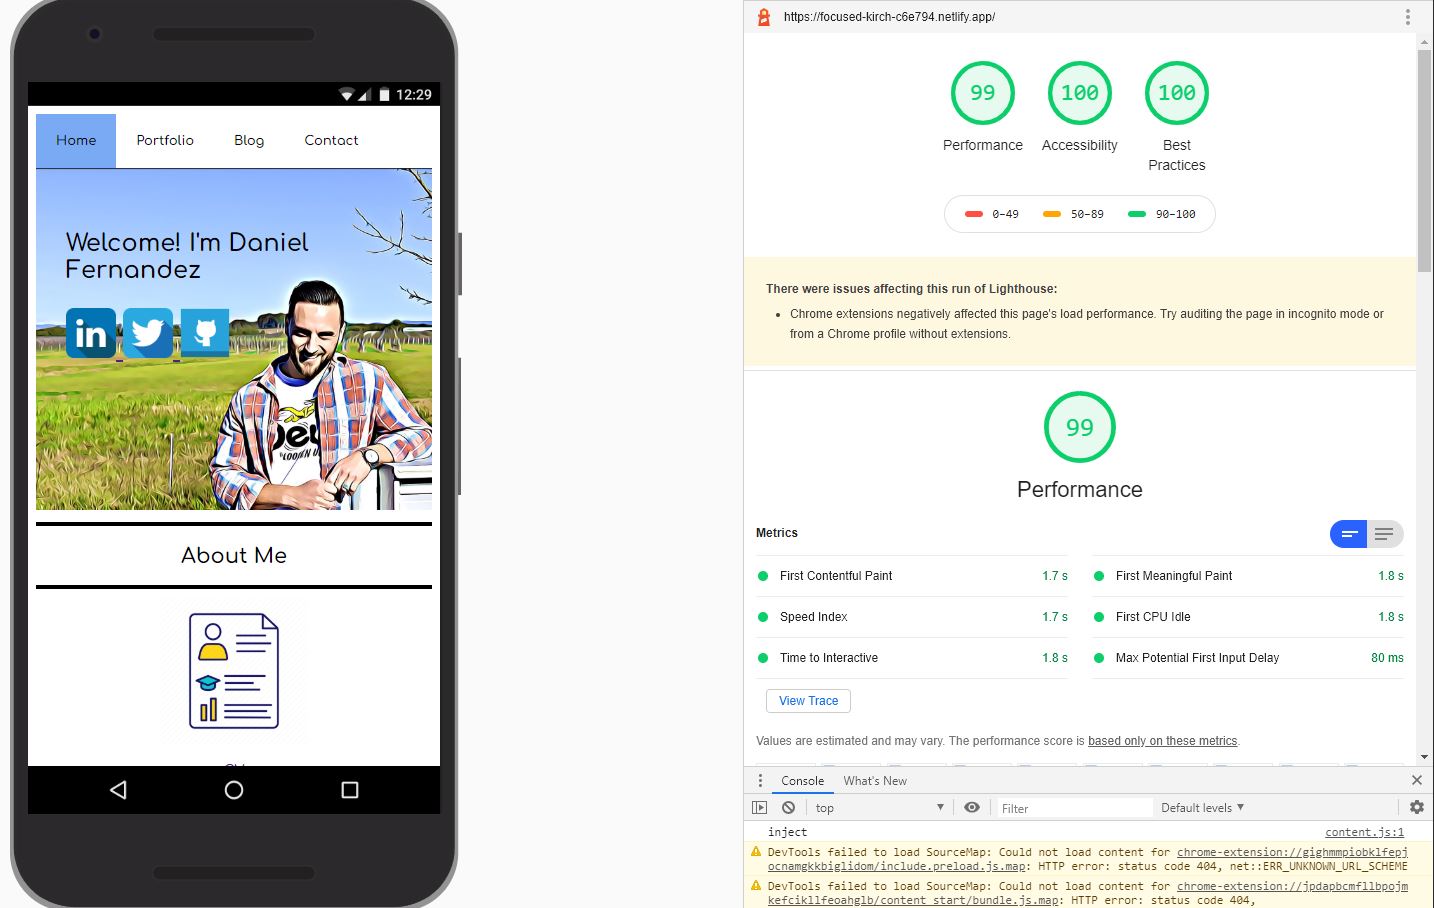 12:29
Home Portfolio Blog Contact
Welcome! I'm Daniel
Fernandez
in
About Me
https://focused-kirch-c6e794.netlify.app/
99 100 100
Performance Accessibility Best
Practices
0–49 50–89 90–100
There were issues affecting this run of Lighthouse:
Chrome extensions negatively affected this page's load performance. Try auditing the page in incognito mode or
from a Chrome profile without extensions.
99
Performance
Metrics
First Contentful Paint 1.7 s First Meaningful Paint 1.8 s
Speed Index 1.7 s First CPU Idle 1.8 s
Time to Interactive 1.8 s Max Potential First Input Delay 80 ms
View Trace
Values are estimated and may vary. The performance score is based only on these metrics.
Console What's New
top Filter Default levels
inject content.js:1
DevTools failed to load SourceMap: Could not load content for chrome-extension://gighmmpiobklfepj
ocnamgkkbiglidom/include.preload.js.map: HTTP error: status code 404, net::ERR_UNKNOWN_URL_SCHEME
DevTools failed to load SourceMap: Could not load content for chrome-extension://jpdapbcmfllbpojm
kefcikllfeoahglb/content start/bundle.js.map: HTTP error: status code 404,